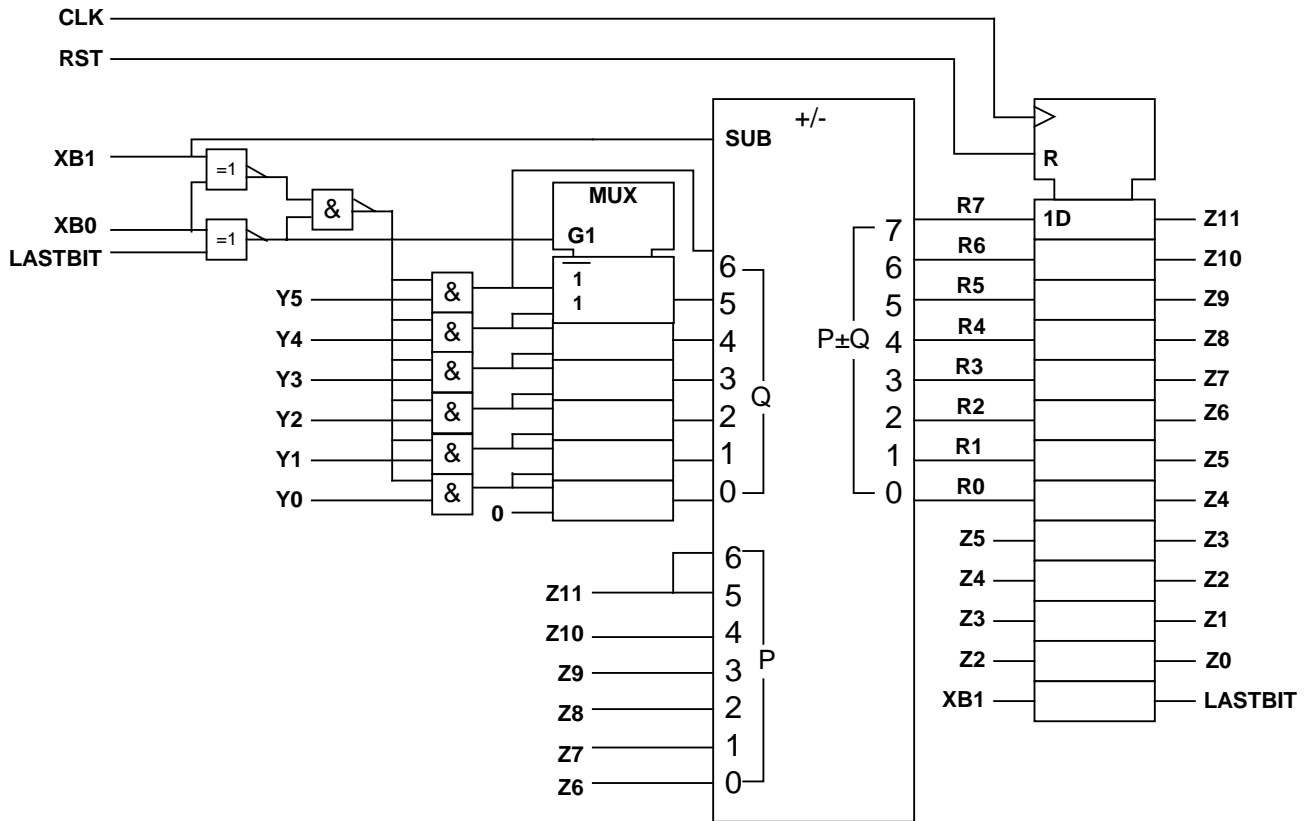 CLK
RST
+/-
SUB
XB1
=1
R
MUX
&
R7
1D
Z11
XB0
=1
G1
7
LASTBIT
6
6
R6
Z10
1
&
Y5
1
5
Q
P±Q
5
R5
Z9
&
Y4
4
4
R4
Z8
&
Y3
3
3
R3
Z7
&
Y2
2
2
R2
Z6
&
Y1
1
1
R1
Z5
&
Y0
0
0
0
R0
Z4
Z5
Z3
6
Z11
5
Z4
Z2
Z10
4
Z3
Z1
Z9
3
P
Z2
Z0
Z8
2
XB1
LASTBIT
Z7
1
Z6
0